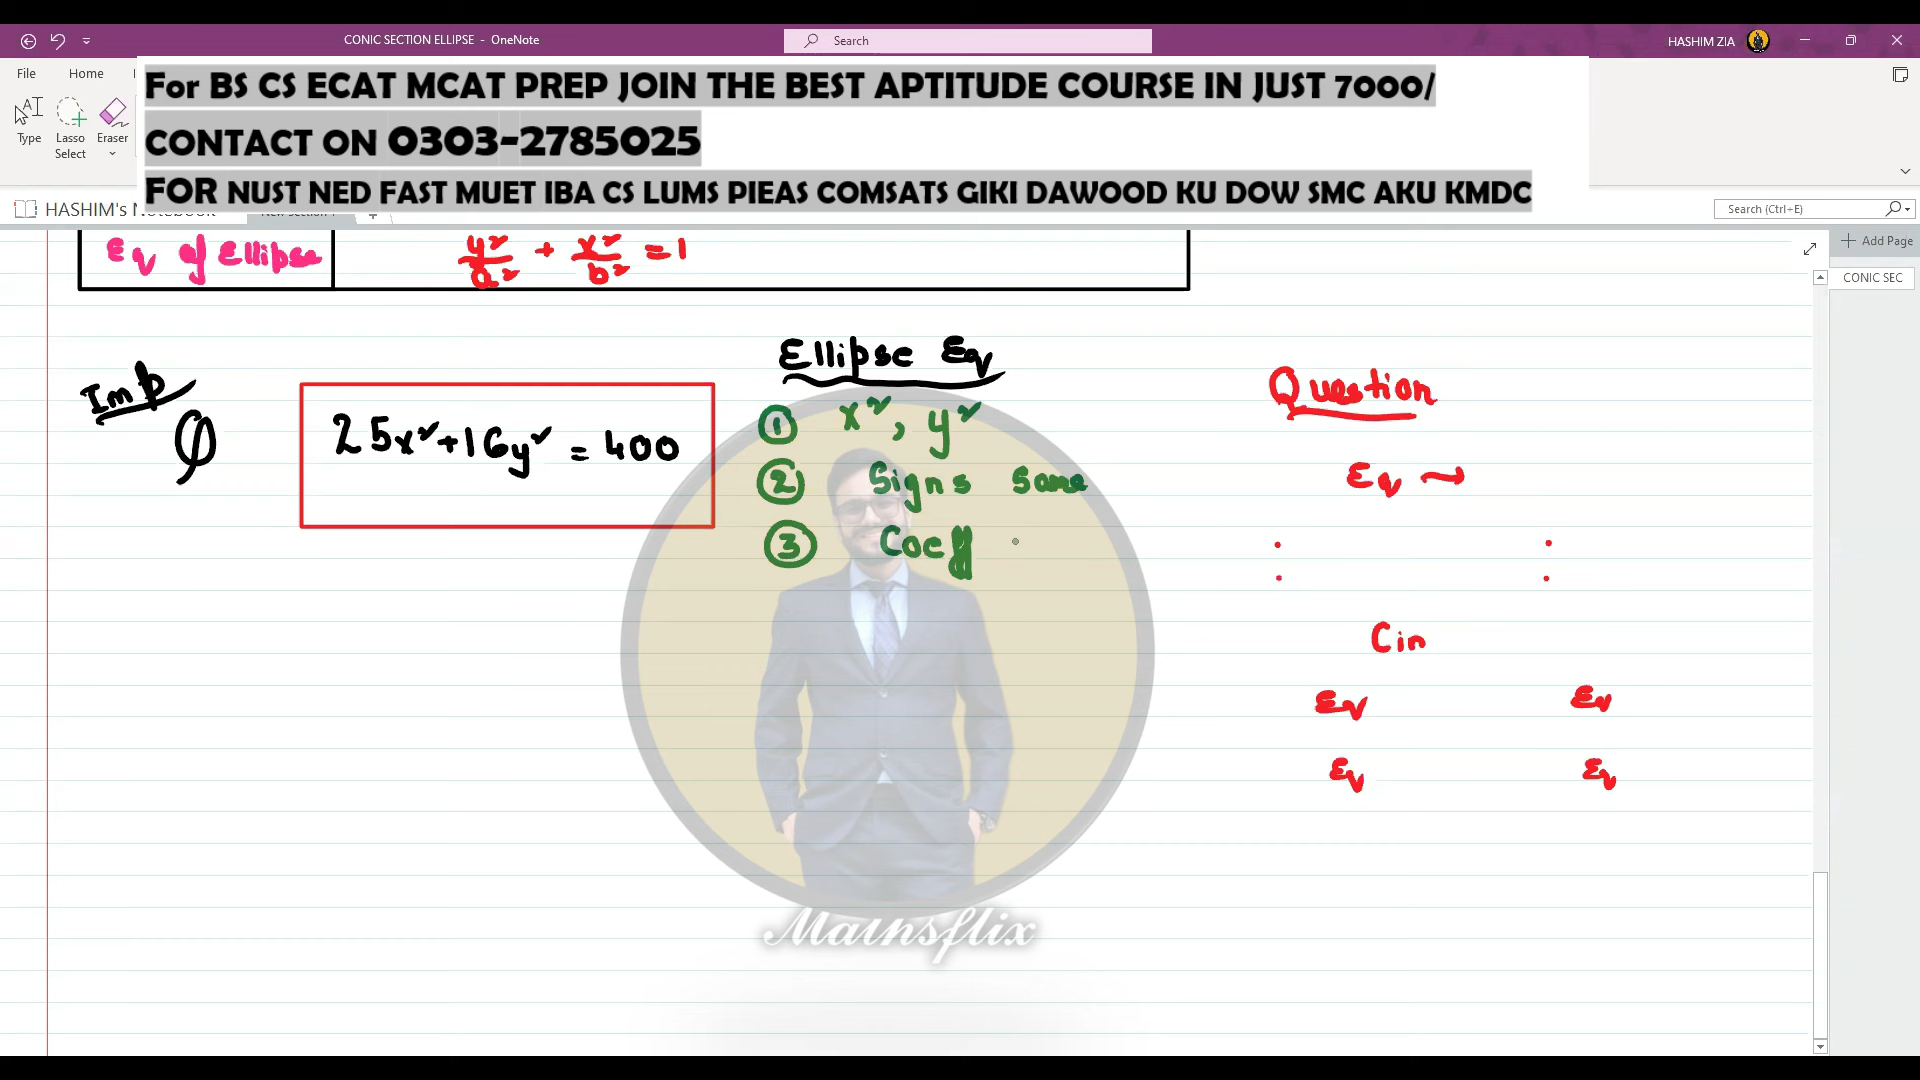 CONIC SECTION ELLIPSE - OneNote
Search
HASHIM ZIA
File
Home
For BS CS ECAT MCAT PREP JOIN THE BEST APTITUDE COURSE IN JUST 7000/
CONTACT ON 0303-2785025
FOR NUST NED FAST MUET IBA CS LUMS PIEAS COMSATS GIKI DAWOOD KU DOW SMC AKU KMDC
Type
Lasso Select
Eraser
HASHIM's Notebook
Search (Ctrl+E)
Add Page
CONIC SEC
Eq of Ellipse
y²/a² + x²/b² = 1
Imp
Q
25x²+16y² = 400
Ellipse Eq
① x², y²
② Signs Same
③ Coeff
Question
Eq →
Cin
Eq Eq
Eq Eq
Mainsflix